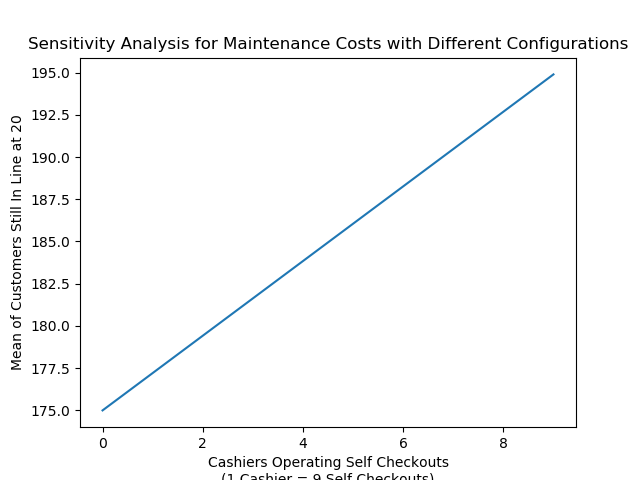 Sensitivity Analysis for Maintenance Costs with Different Configurations
195.0
192.5
190.0
187.5
185.0
182.5
180.0
177.5
175.0
Mean of Customers Still In Line at 20
0 2 4 6 8
Cashiers Operating Self Checkouts
(1 Cashier = 9 Self Checkouts)